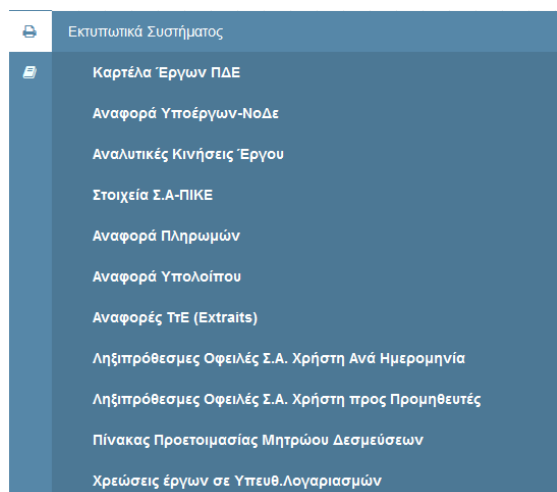 Εκτυπωτικά Συστήματος
Καρτέλα Έργων ΠΔΕ
Αναφορά Υποέργων-ΝοΔε
Αναλυτικές Κινήσεις Έργου
Στοιχεία Σ.Α-ΠΙΚΕ
Αναφορά Πληρωμών
Αναφορά Υπολοίπου
Αναφορές ΤτΕ (Extraits)
Ληξιπρόθεσμες Οφειλές Σ.Α. Χρήστη Ανά Ημερομηνία
Ληξιπρόθεσμες Οφειλές Σ.Α. Χρήστη προς Προμηθευτές
Πίνακας Προετοιμασίας Μητρώου Δεσμεύσεων
Χρεώσεις έργων σε Υπευθ.Λογαριασμών